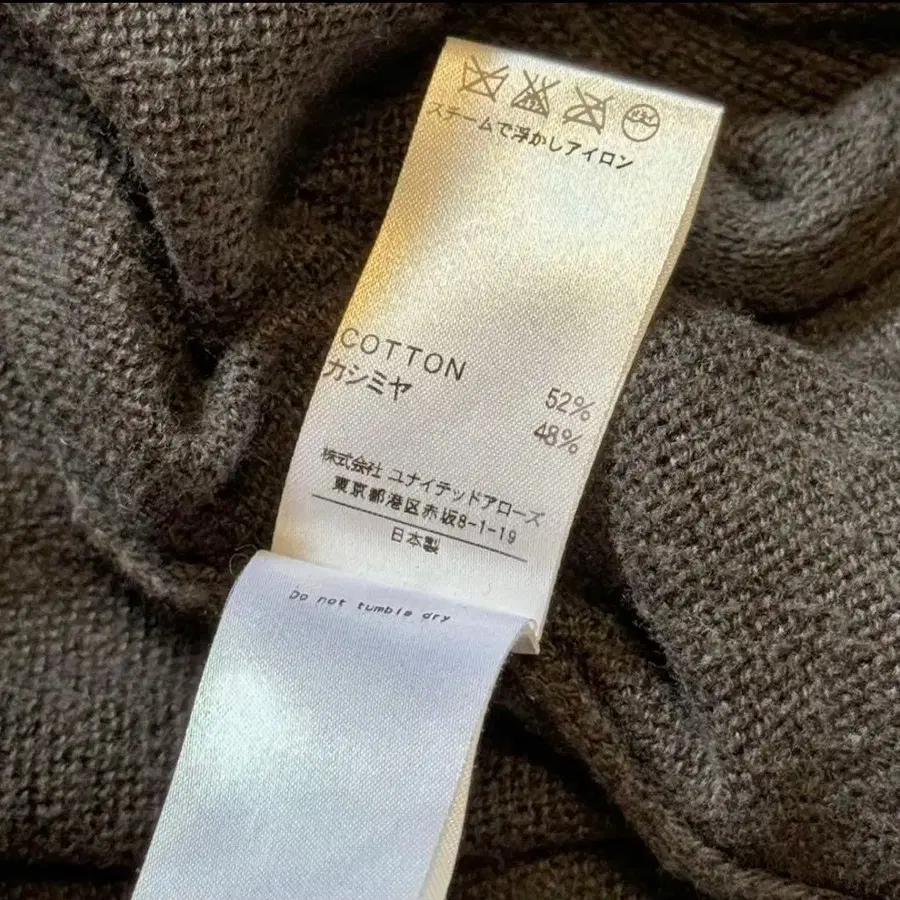 ステームで浮かしアイロン
COTTON 52%
カシミヤ 48%
株式会社 ユナイテッドアローズ
東京都港区赤坂8-1-19
日本製
Do not tumble dry